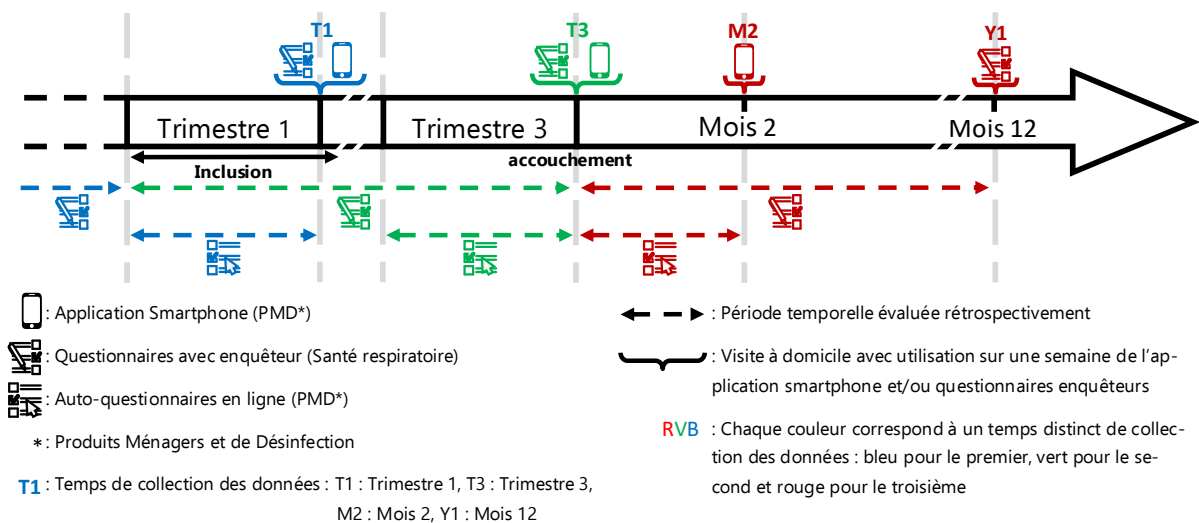 T1
T3
M2
Y1
Trimestre 1
Trimestre 3
Mois 2
Mois 12
Inclusion
accouchement
: Application Smartphone (PMD*)
: Questionnaires avec enquêteur (Santé respiratoire)
: Auto-questionnaires en ligne (PMD*)
* : Produits Ménagers et de Désinfection
T1 : Temps de collection des données : T1 : Trimestre 1, T3 : Trimestre 3,
M2 : Mois 2, Y1 : Mois 12
: Période temporelle évaluée rétrospectivement
: Visite à domicile avec utilisation sur une semaine de l'ap-
plication smartphone et/ou questionnaires enquêteurs
RVB : Chaque couleur correspond à un temps distinct de collec-
tion des données : bleu pour le premier, vert pour le se-
cond et rouge pour le troisième